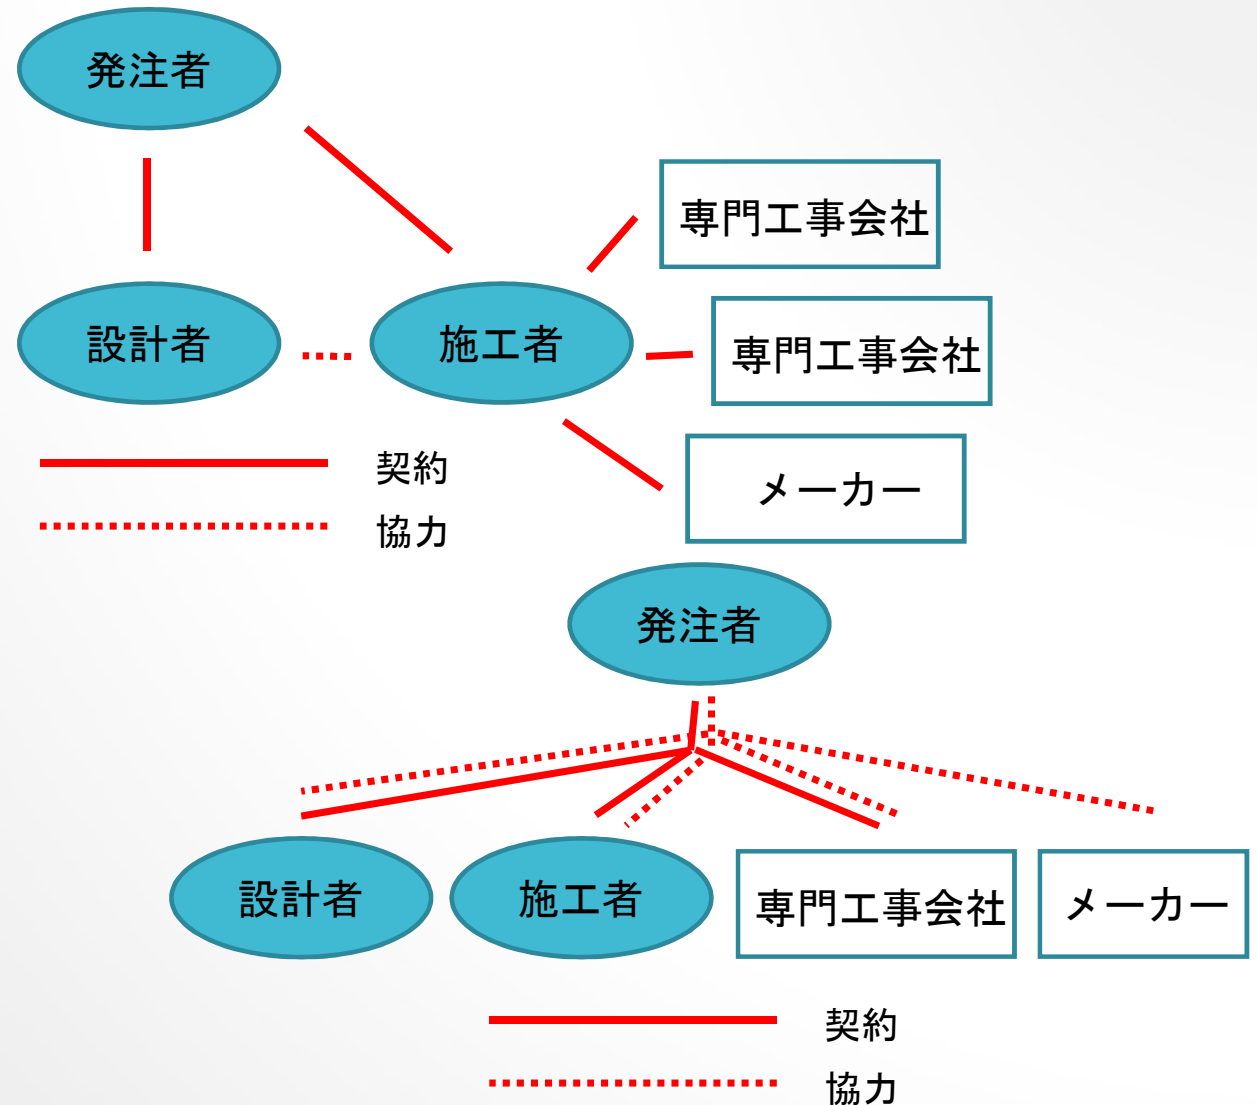 発注者
専門工事会社
設計者
施工者
専門工事会社
契約
メーカー
協力
発注者
設計者
施工者
専門工事会社
メーカー
契約
協力